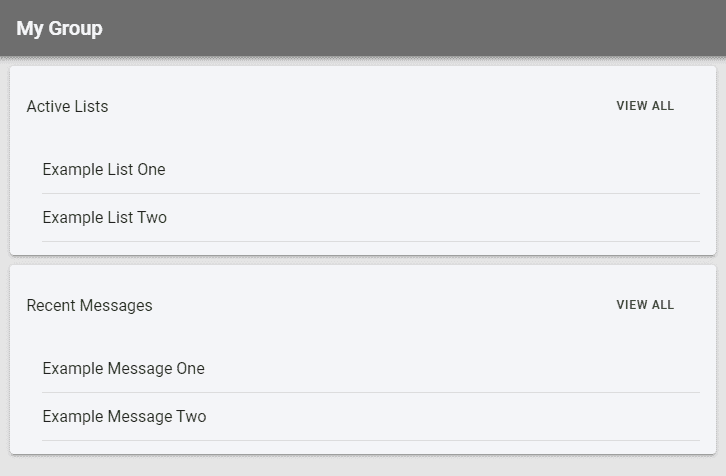 My Group
Active Lists VIEW ALL
Example List One
Example List Two
Recent Messages VIEW ALL
Example Message One
Example Message Two